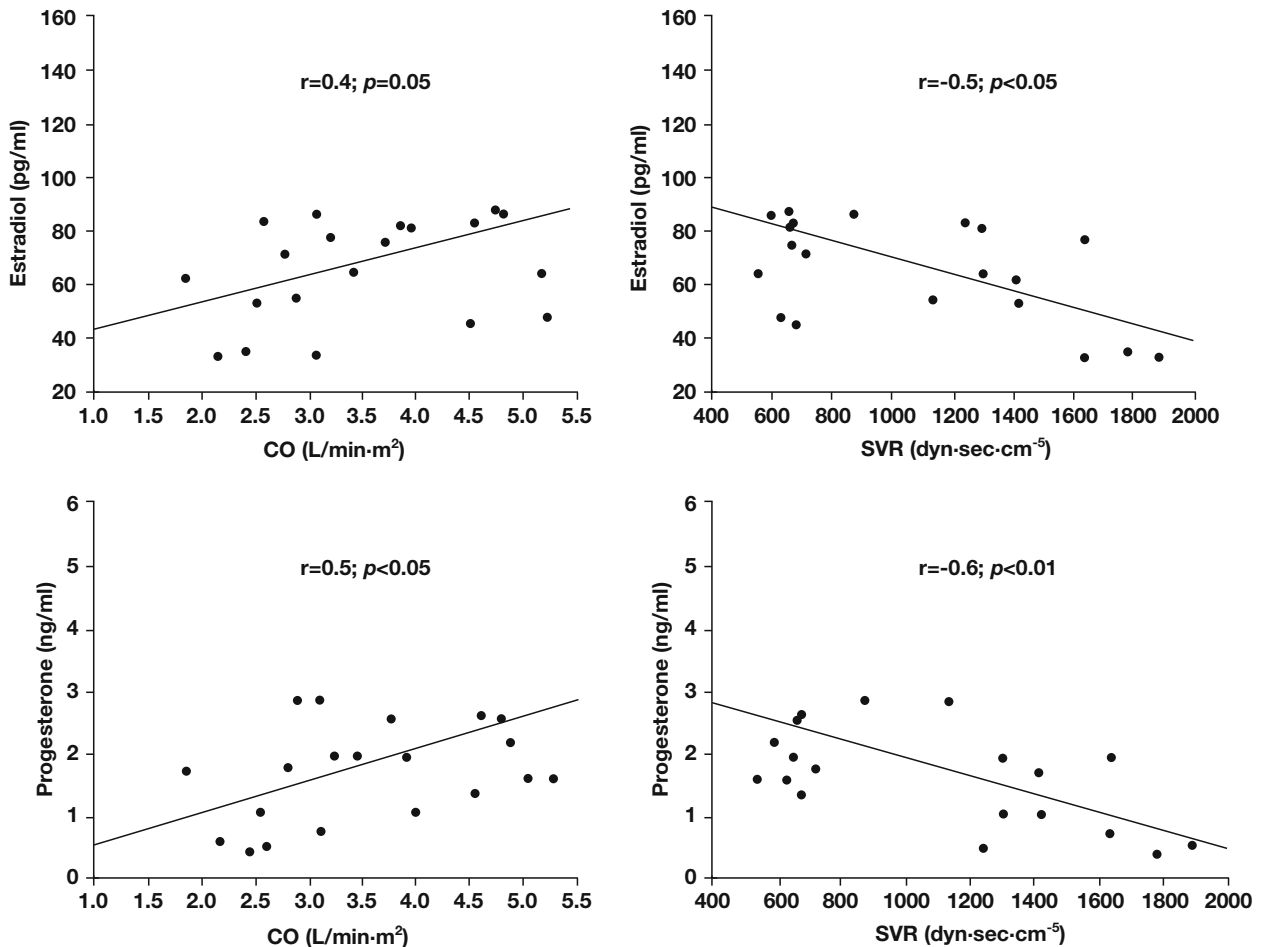 160
140
120
100
80
60
40
20
Estradiol (pg/ml)
r=0.4; p=0.05
1.0 1.5 2.0 2.5 3.0 3.5 4.0 4.5 5.0 5.5
CO (L/min·m²)
160
140
120
100
80
60
40
20
Estradiol (pg/ml)
r=-0.5; p<0.05
400 600 800 1000 1200 1400 1600 1800 2000
SVR (dyn·sec·cm⁻⁵)
6
5
4
3
2
1
0
Progesterone (ng/ml)
r=0.5; p<0.05
1.0 1.5 2.0 2.5 3.0 3.5 4.0 4.5 5.0 5.5
CO (L/min·m²)
6
5
4
3
2
1
0
Progesterone (ng/ml)
r=-0.6; p<0.01
400 600 800 1000 1200 1400 1600 1800 2000
SVR (dyn·sec·cm⁻⁵)